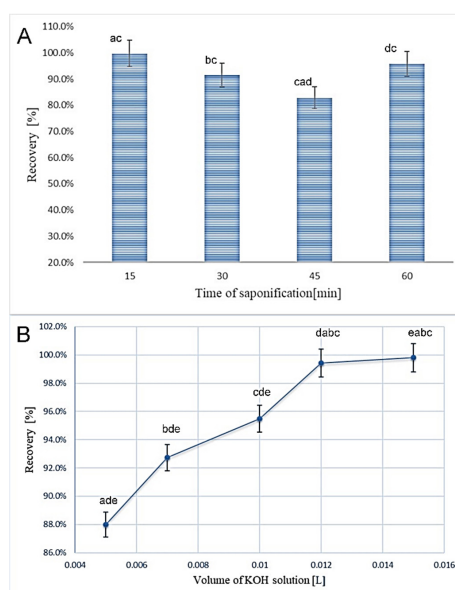 A
110.0%
100.0%
90.0%
80.0%
70.0%
60.0%
50.0%
40.0%
30.0%
20.0%
Recovery [%]
ac
bc
cad
dc
15 30 45 60
Time of saponification[min]
B
102.0%
100.0%
98.0%
96.0%
94.0%
92.0%
90.0%
88.0%
86.0%
Recovery [%]
ade
bde
cde
dabc
eabc
0.004 0.006 0.008 0.01 0.012 0.014 0.016
Volume of KOH solution [L]